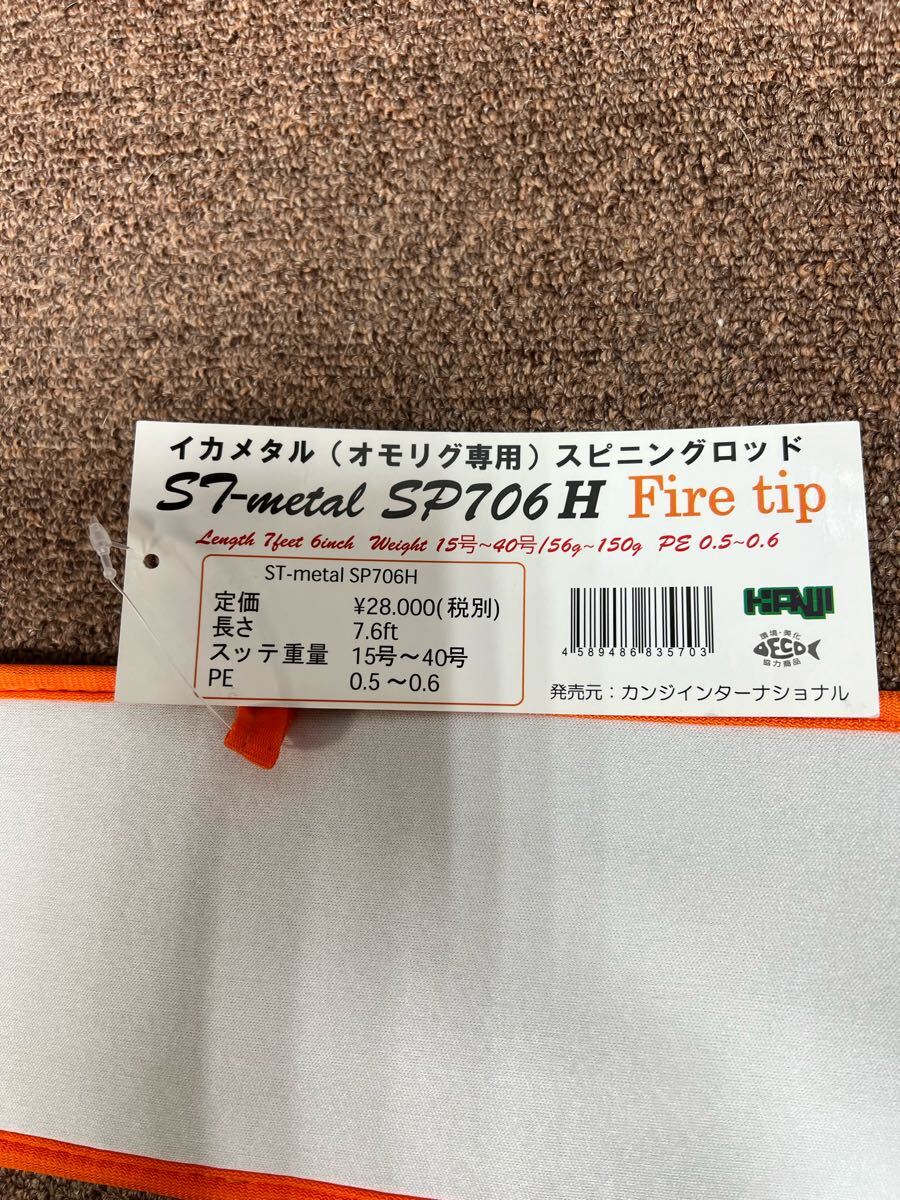 イカメタル（オモリグ専用）スピニングロッド
ST-metal SP706 H Fire tip
Length 7feet 6inch Weight 15号~40号/56g~150g PE 0.5~0.6
ST-metal SP706H
定価 ¥28.000(税別)
長さ 7.6ft
スッテ重量 15号～40号
PE 0.5～0.6
4 589486 835703
KANJI
環境・美化
ECO
協力商品
発売元：カンジインターナショナル